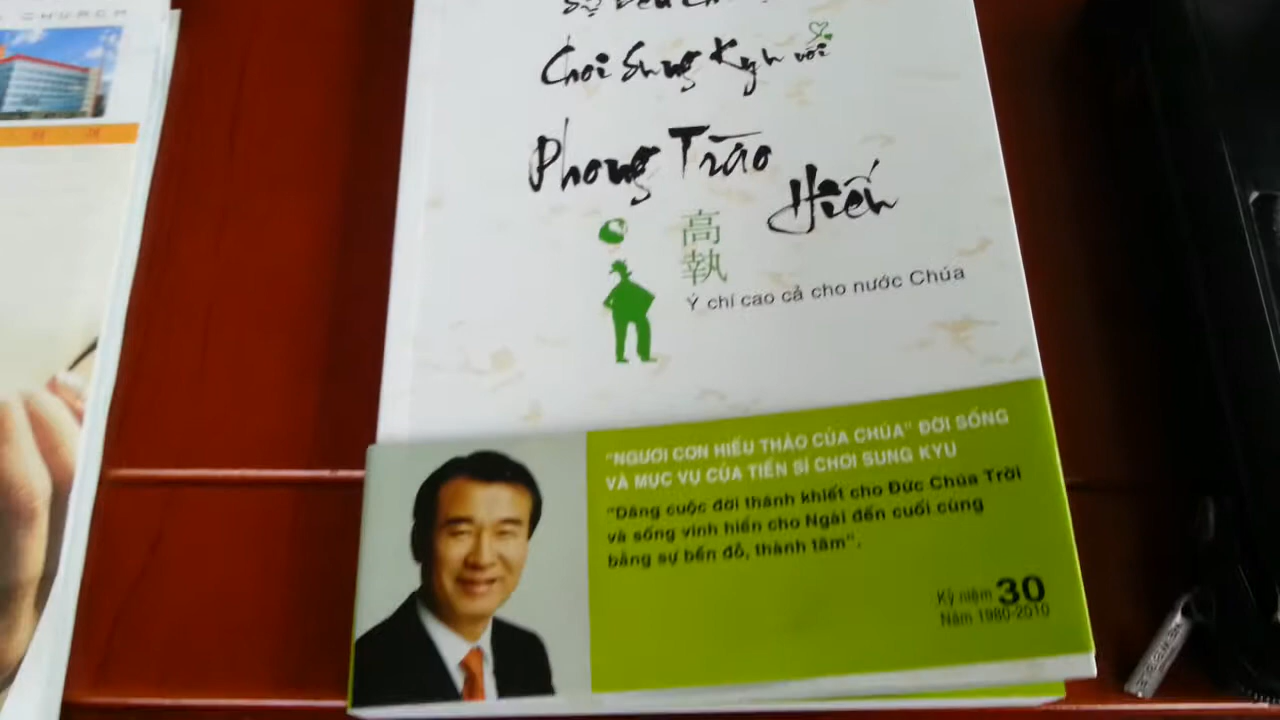 CHURCH
Choi Sung Kyu với
Phong Trào
Hiến
高
執
Ý chí cao cả cho nước Chúa
"NGƯỜI CON HIẾU THẢO CỦA CHÚA" ĐỜI SỐNG
VÀ MỤC VỤ CỦA TIẾN SĨ CHOI SUNG KYU
"Dâng cuộc đời thánh khiết cho Đức Chúa Trời
và sống vinh hiển cho Ngài đến cuối cùng
bằng sự bền đỗ, thành tâm".
Kỷ niệm 30
Năm 1980-2010